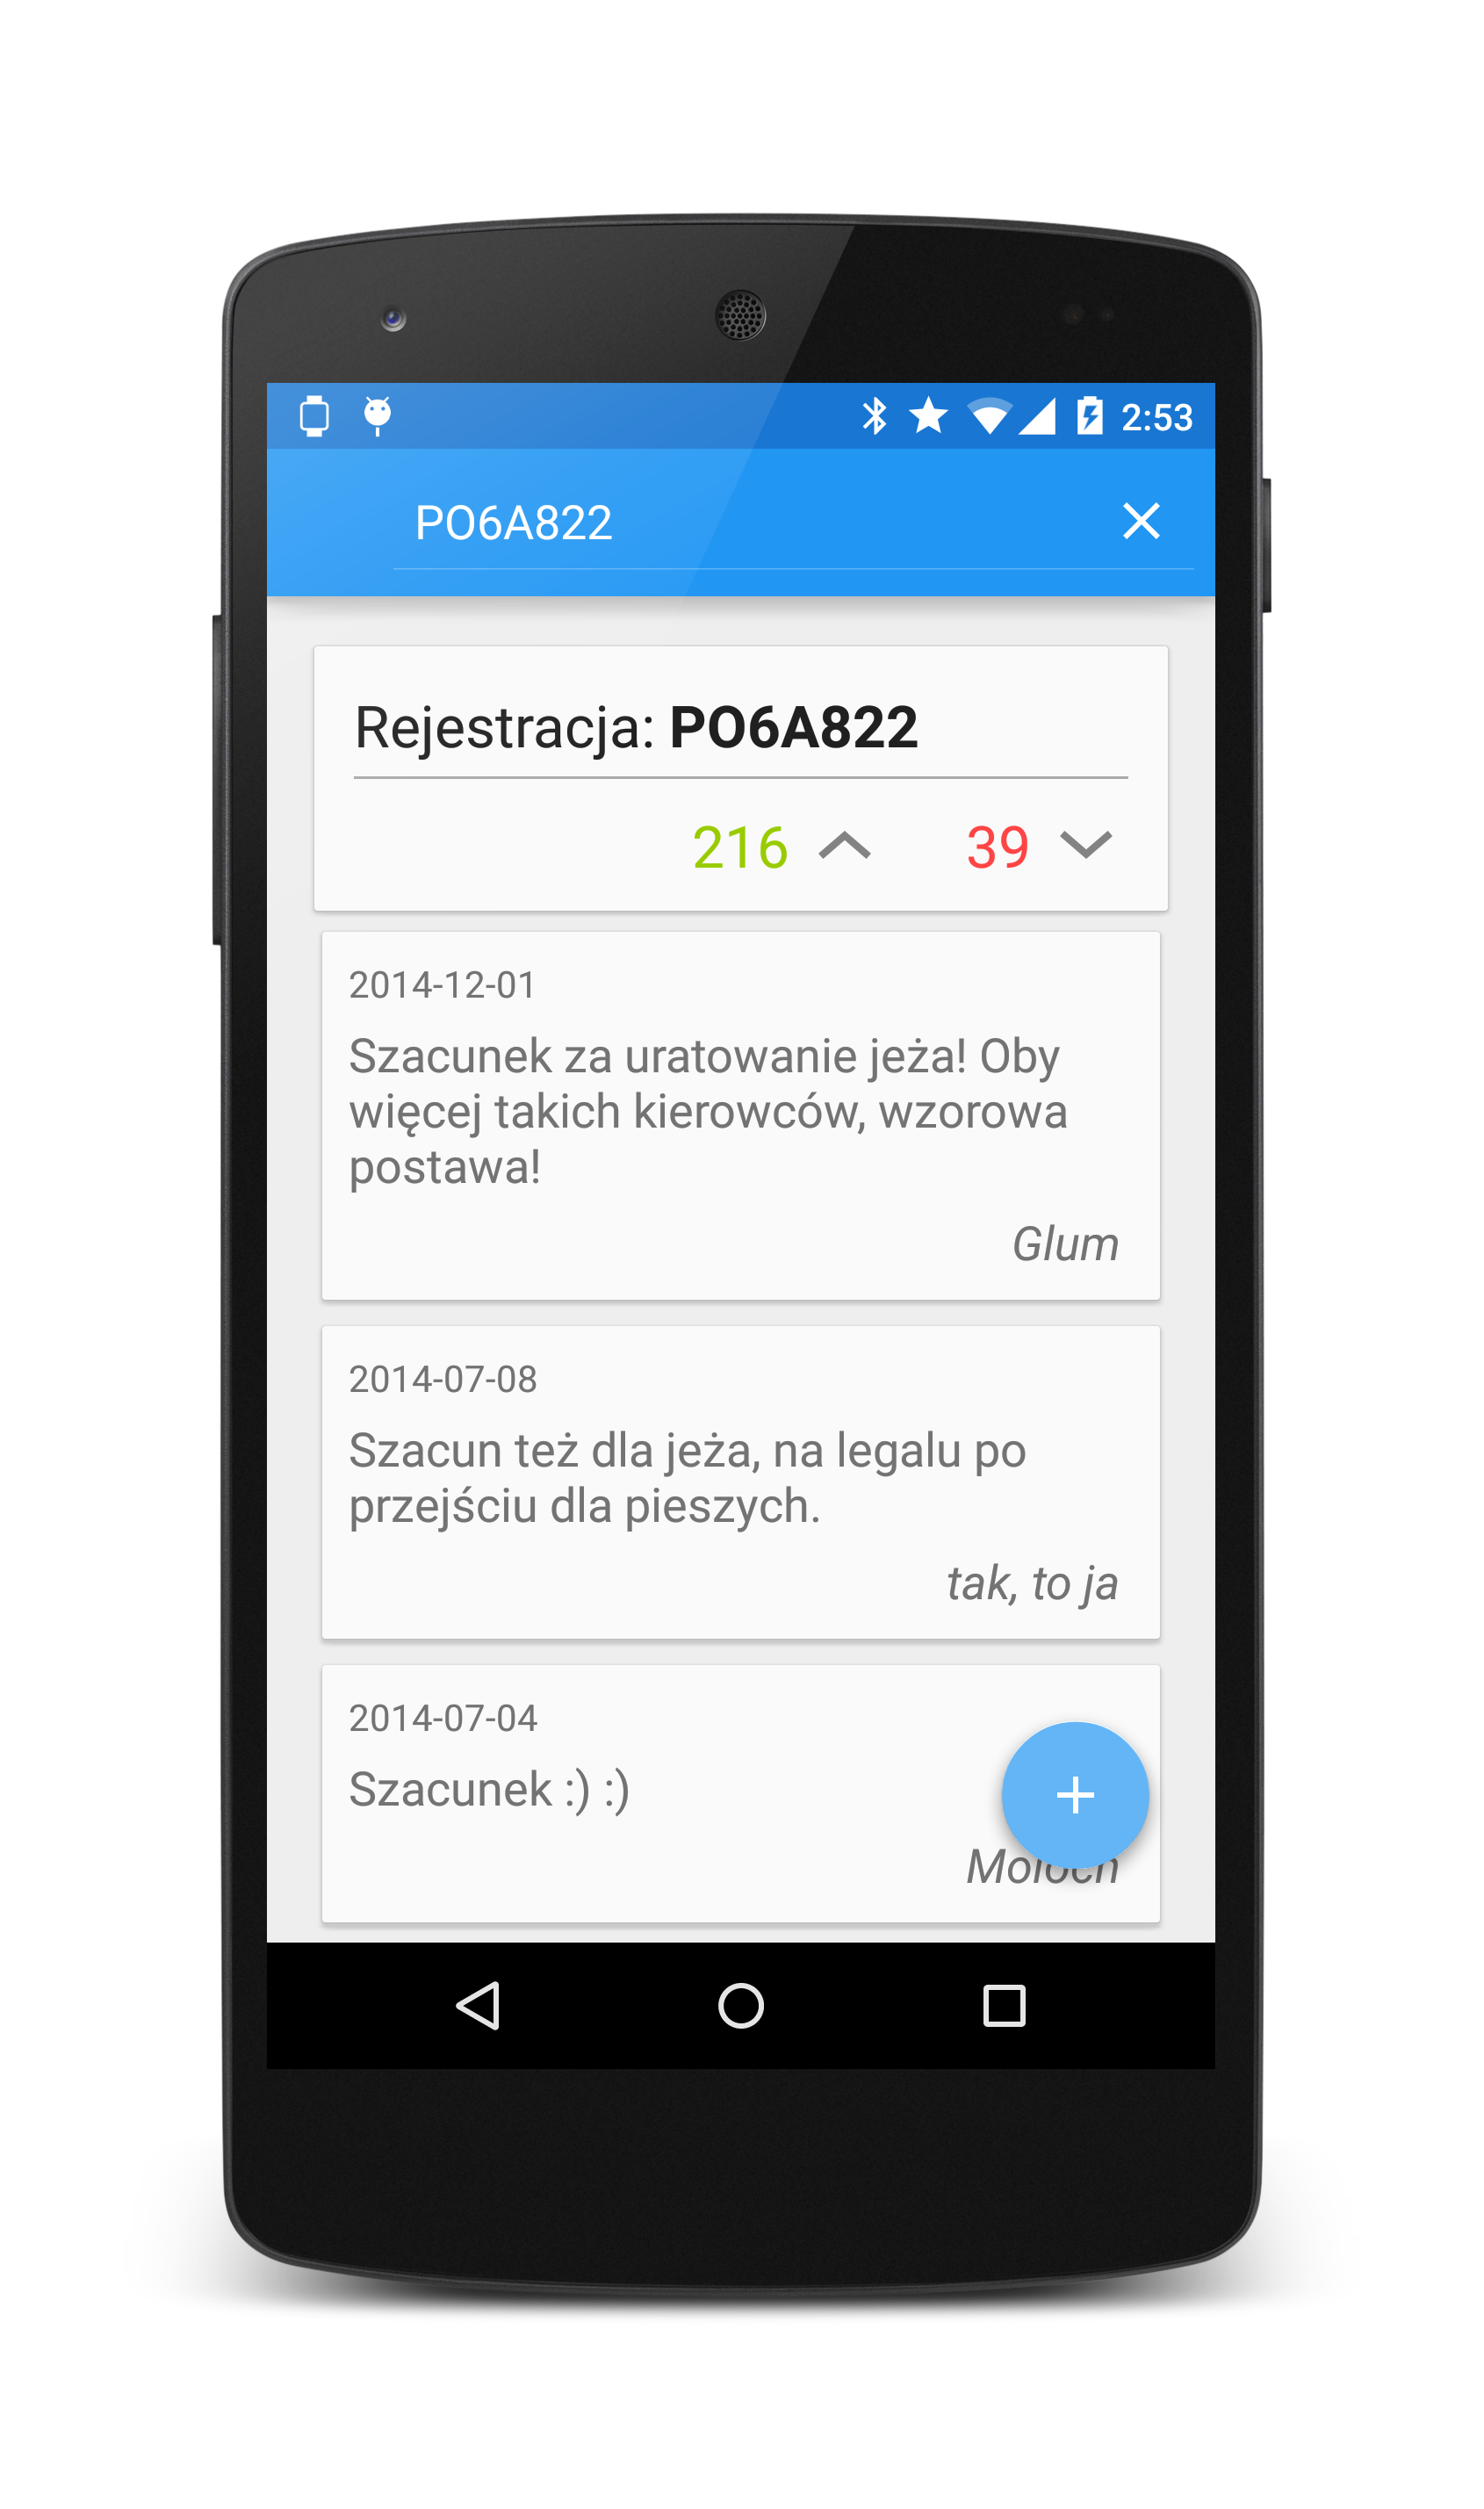 2:53
PO6A822
Rejestracja: PO6A822
216
39
2014-12-01
Szacunek za uratowanie jeża! Oby
więcej takich kierowców, wzorowa
postawa!
Glum
2014-07-08
Szacun też dla jeża, na legalu po
przejściu dla pieszych.
tak, to ja
2014-07-04
Szacunek :) :)
Moloch